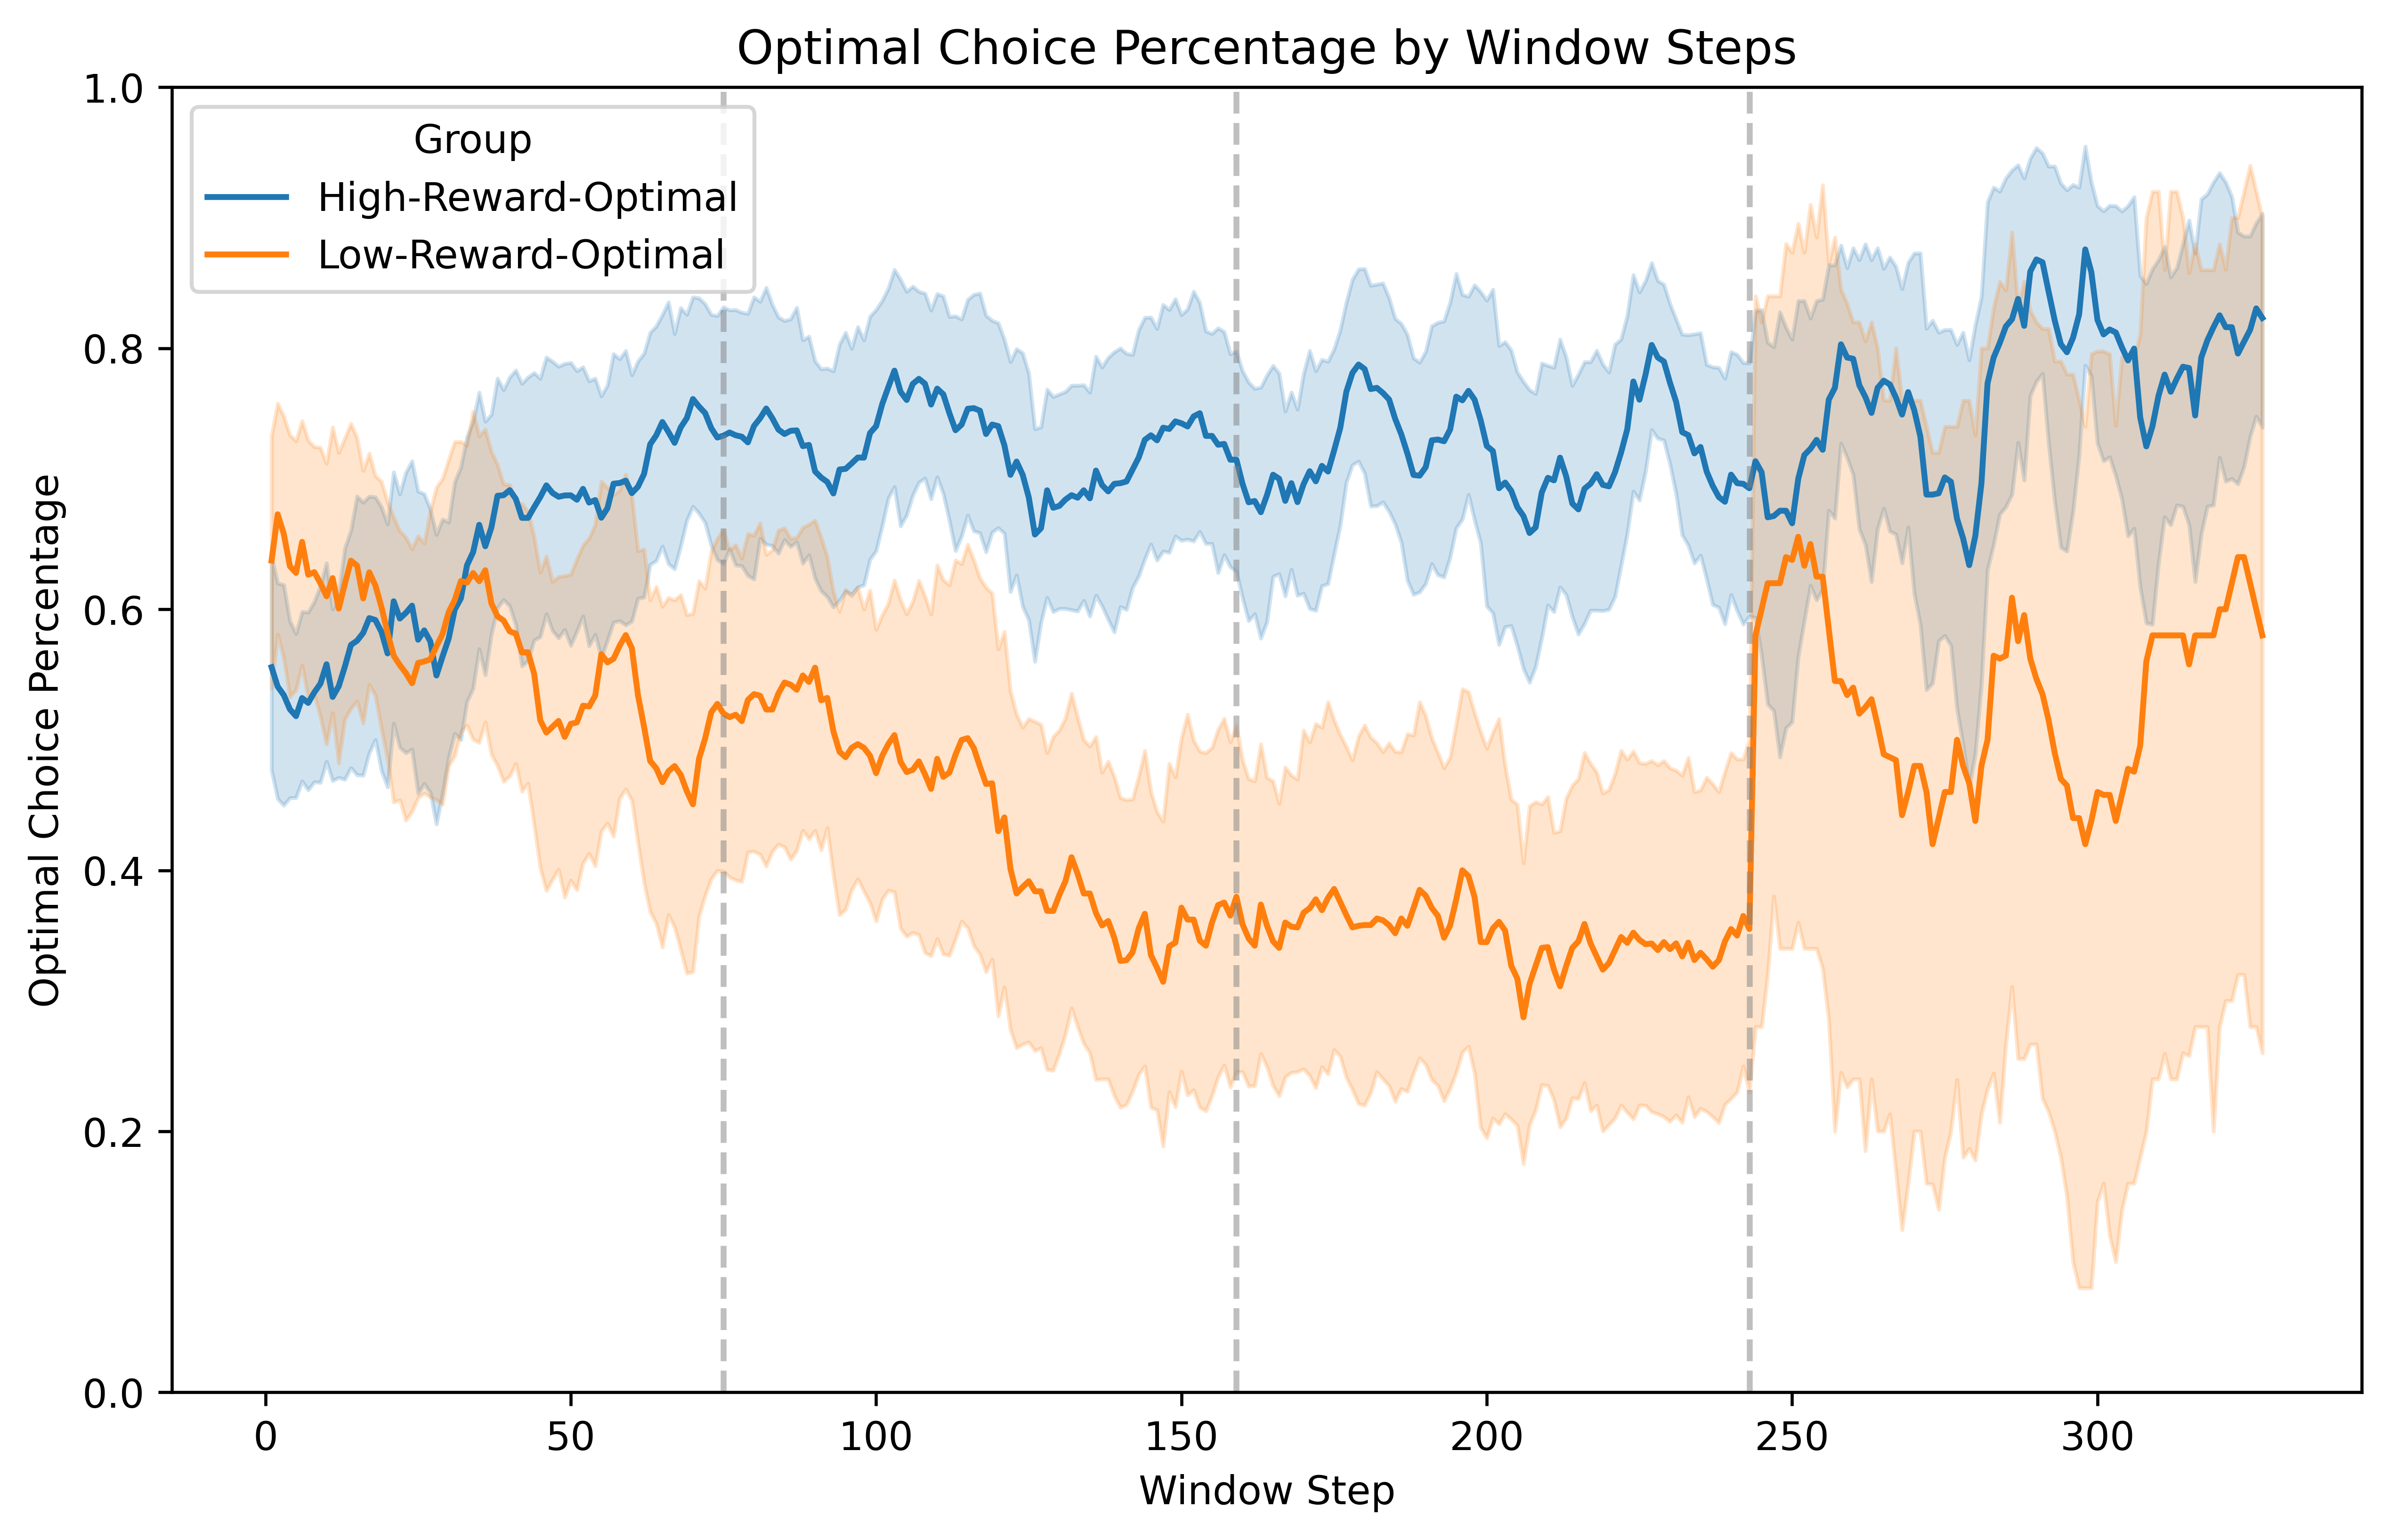 Optimal Choice Percentage by Window Steps
Group
High-Reward-Optimal
Low-Reward-Optimal
Optimal Choice Percentage
1.0
0.8
0.6
0.4
0.2
0.0
0 50 100 150 200 250 300
Window Step